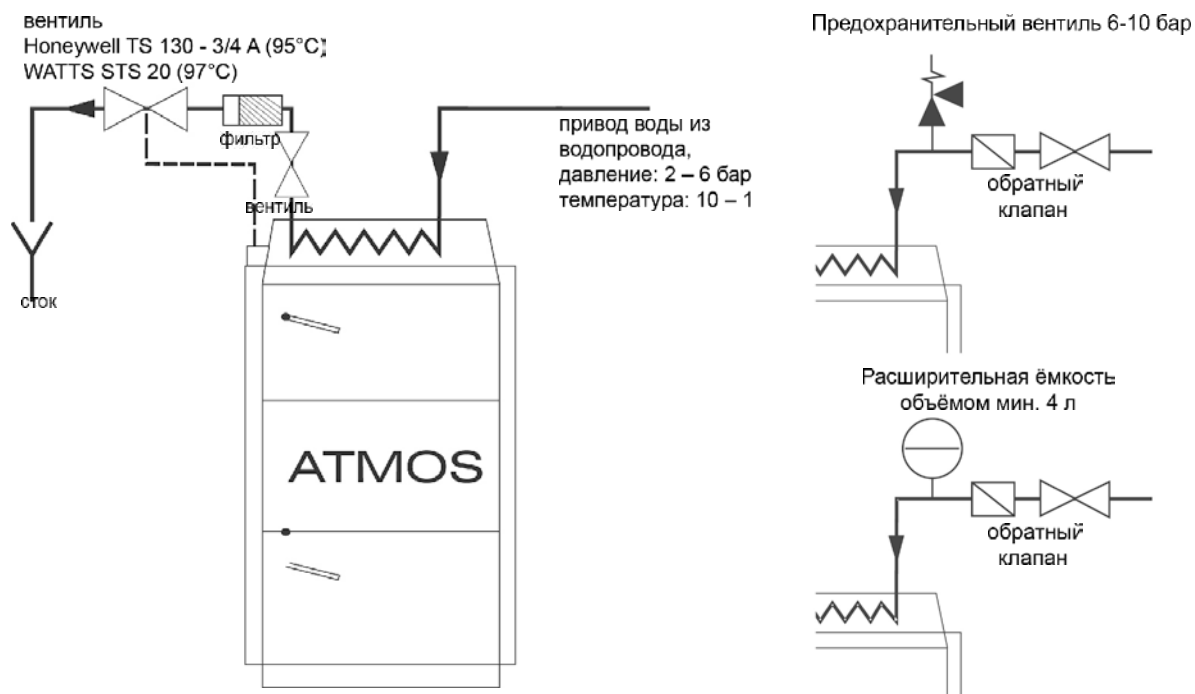 вентиль
Honeywell TS 130 - 3/4 A (95°C)
WATTS STS 20 (97°C)
фильтр
вентиль
сток
привод воды из
водопровода,
давление: 2 – 6 бар
температура: 10 – 1
ATMOS
Предохранительный вентиль 6-10 бар
обратный
клапан
Расширительная ёмкость
объёмом мин. 4 л
обратный
клапан